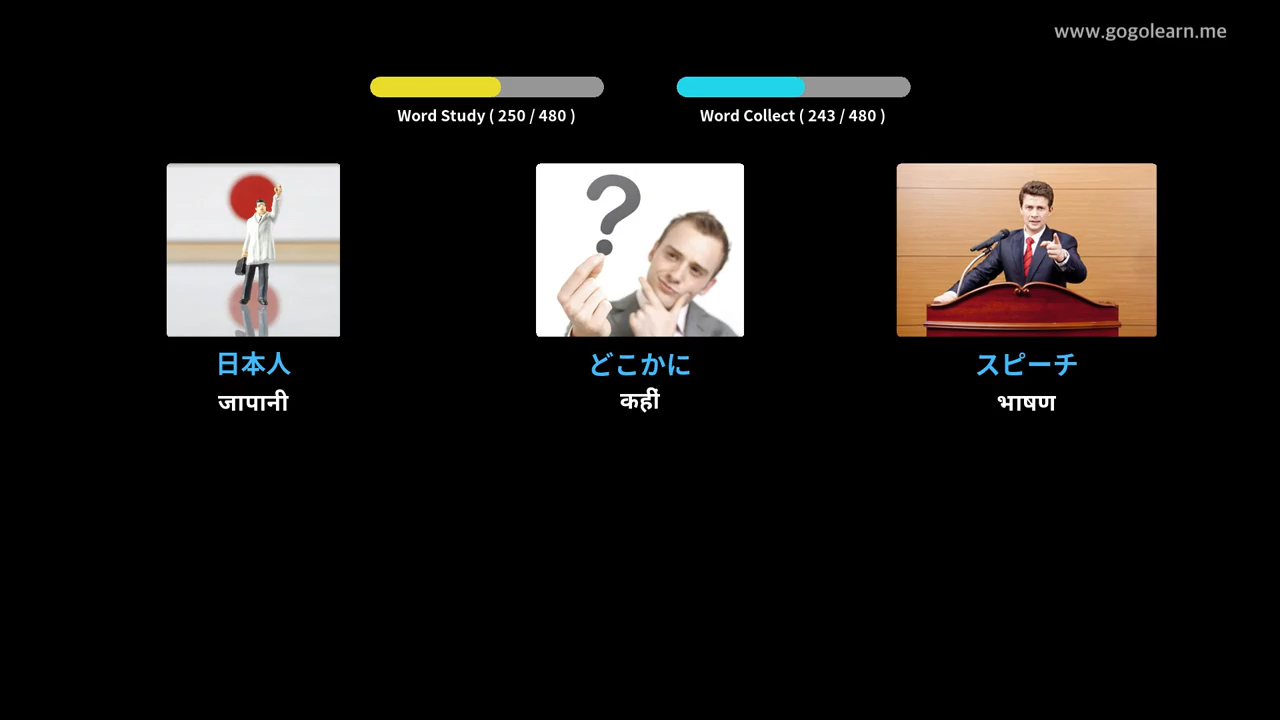 www.gogolearn.me
Word Study ( 250 / 480 )
Word Collect ( 243 / 480 )
日本人
どこかに
スピーチ
जापानी
कहीं
भाषण